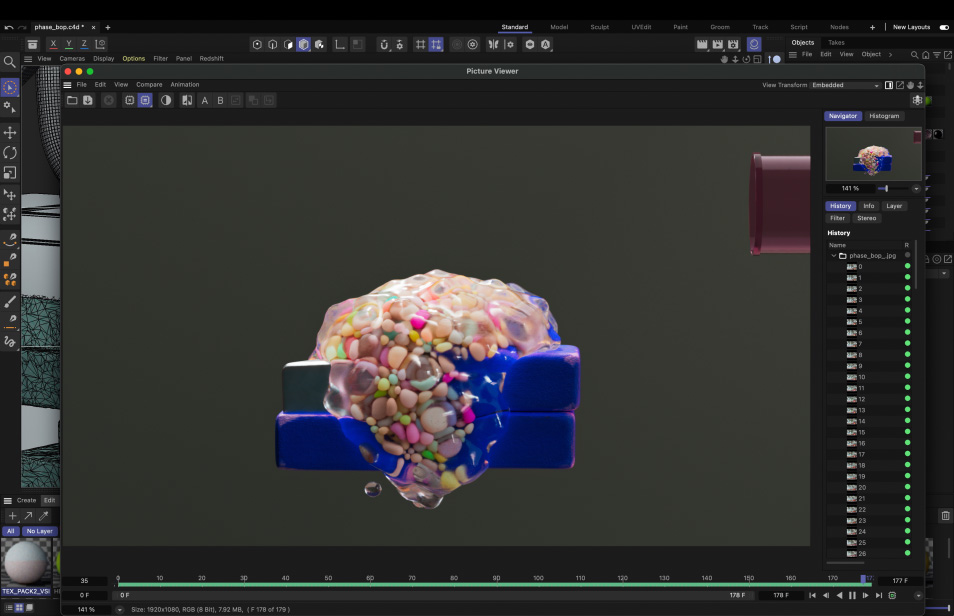 phase_bop.c4d *
Standard Model Sculpt UVEdit Paint Groom Track Script Nodes New Layouts
X Y Z
Objects Takes
View Cameras Display Options Filter Panel Redshift
File Edit View Object
Picture Viewer
File Edit View Compare Animation
View Transform Embedded
A B
Navigator Histogram
141 %
History Info Layer
Filter Stereo
History
Name R
phase_bop_.jpg
0
1
2
3
4
5
6
7
8
9
10
11
12
13
14
15
16
17
18
19
20
21
22
23
24
25
26
Create Edit
All No Layer
TEX_PACK2_VSI
35 0 10 20 30 40 50 60 70 80 90 100 110 120 130 140 150 160 170 177 F
0 F 0 F 178 F 178 F
141 % Size: 1920x1080, RGB (8 Bit), 7.92 MB, ( F 178 of 179 )